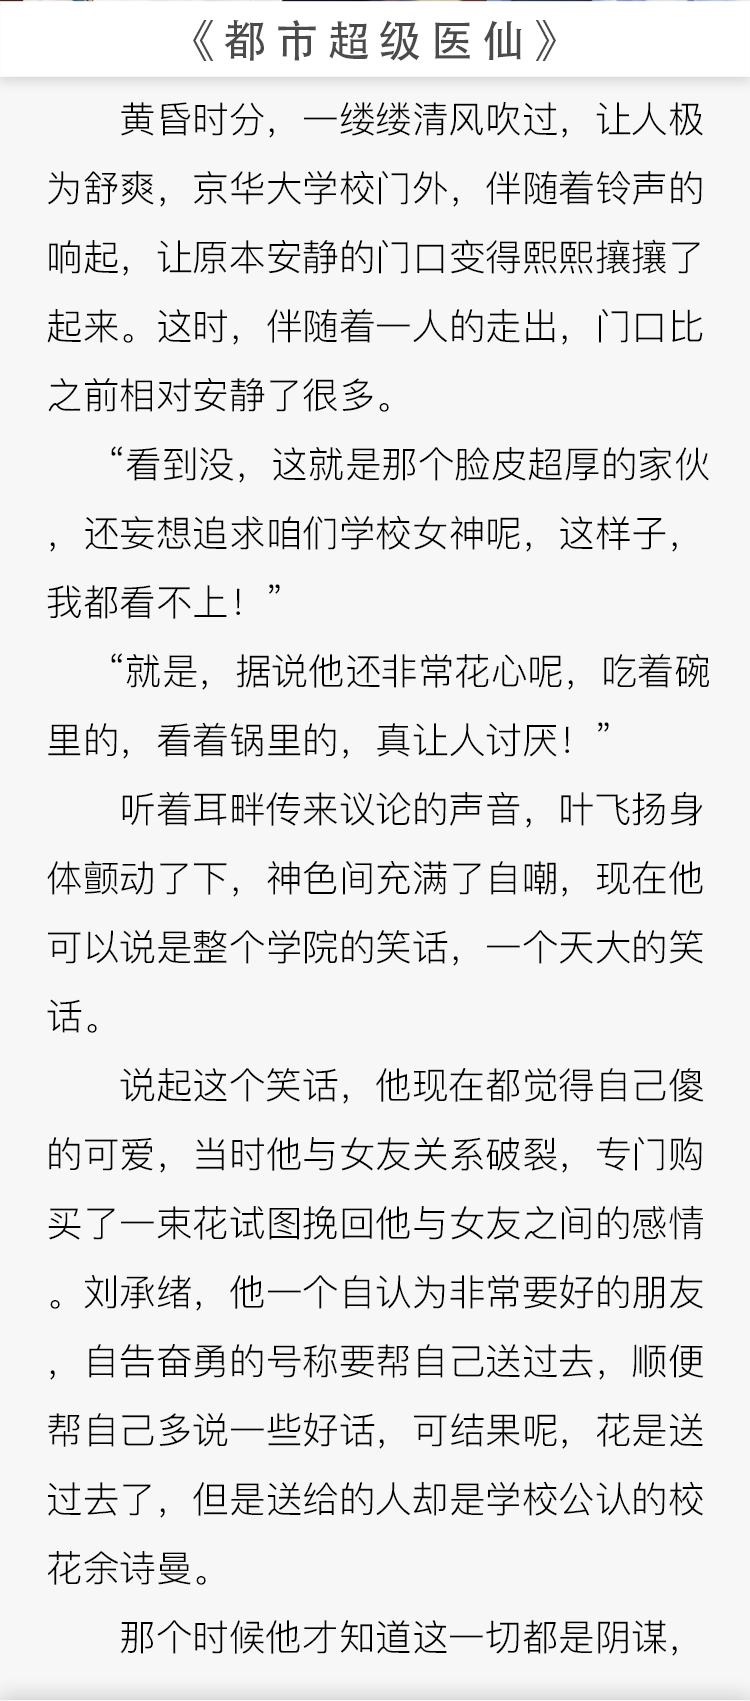 《都市超级医仙》
黄昏时分，一缕缕清风吹过，让人极
为舒爽，京华大学校门外，伴随着铃声的
响起，让原本安静的门口变得熙熙攘攘了
起来。这时，伴随着一人的走出，门口比
之前相对安静了很多。
“看到没，这就是那个脸皮超厚的家伙
，还妄想追求咱们学校女神呢，这样子，
我都看不上！”
“就是，据说他还非常花心呢，吃着碗
里的，看着锅里的，真让人讨厌！”
听着耳畔传来议论的声音，叶飞扬身
体颤动了下，神色间充满了自嘲，现在他
可以说是整个学院的笑话，一个天大的笑
话。
说起这个笑话，他现在都觉得自己傻
的可爱，当时他与女友关系破裂，专门购
买了一束花试图挽回他与女友之间的感情
。刘承绪，他一个自认为非常要好的朋友
，自告奋勇的号称要帮自己送过去，顺便
帮自己多说一些好话，可结果呢，花是送
过去了，但是送给的人却是学校公认的校
花余诗曼。
那个时候他才知道这一切都是阴谋，